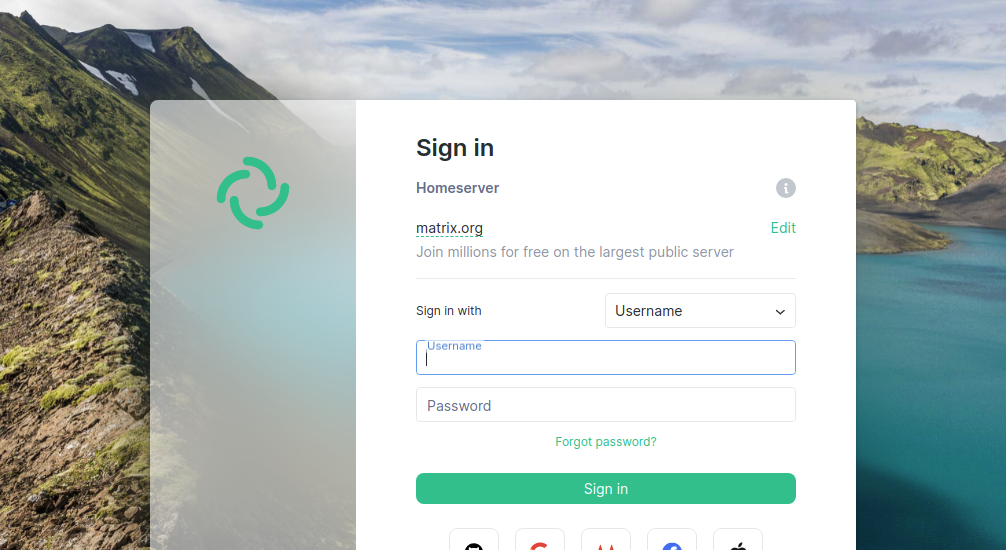 Sign in
Homeserver
matrix.org
Edit
Join millions for free on the largest public server
Sign in with
Username
Username
Password
Forgot password?
Sign in